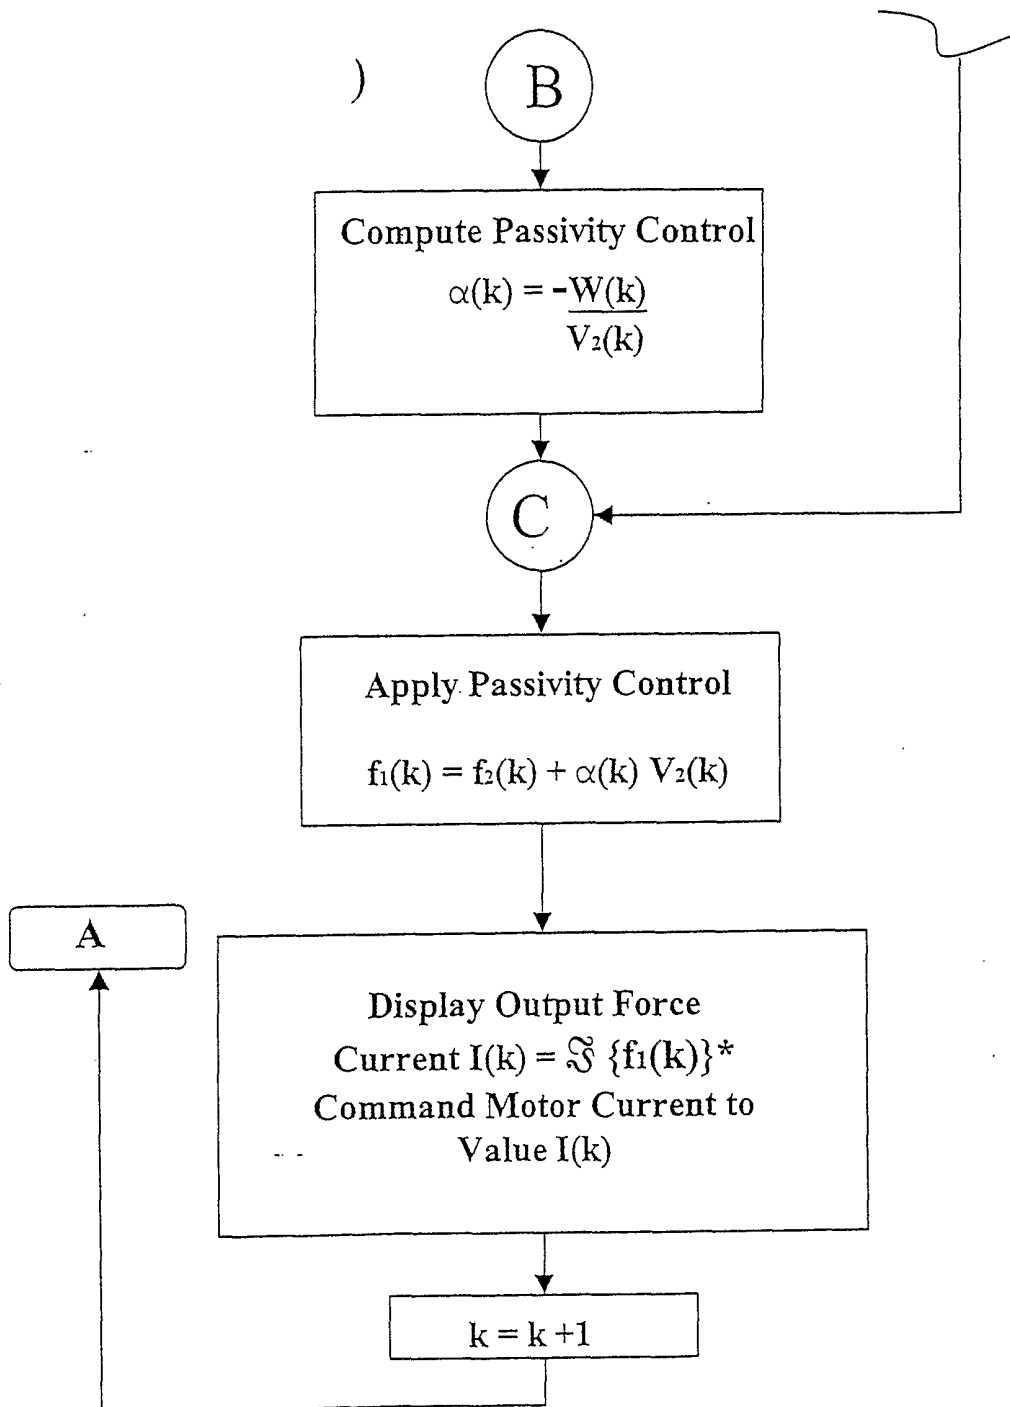 )
B
Compute Passivity Control
α(k) = -W(k)
V₂(k)
C
Apply Passivity Control
f₁(k) = f₂(k) + α(k) V₂(k)
A
Display Output Force
Current I(k) = ℑ {f₁(k)}*
Command Motor Current to
Value I(k)
k = k +1